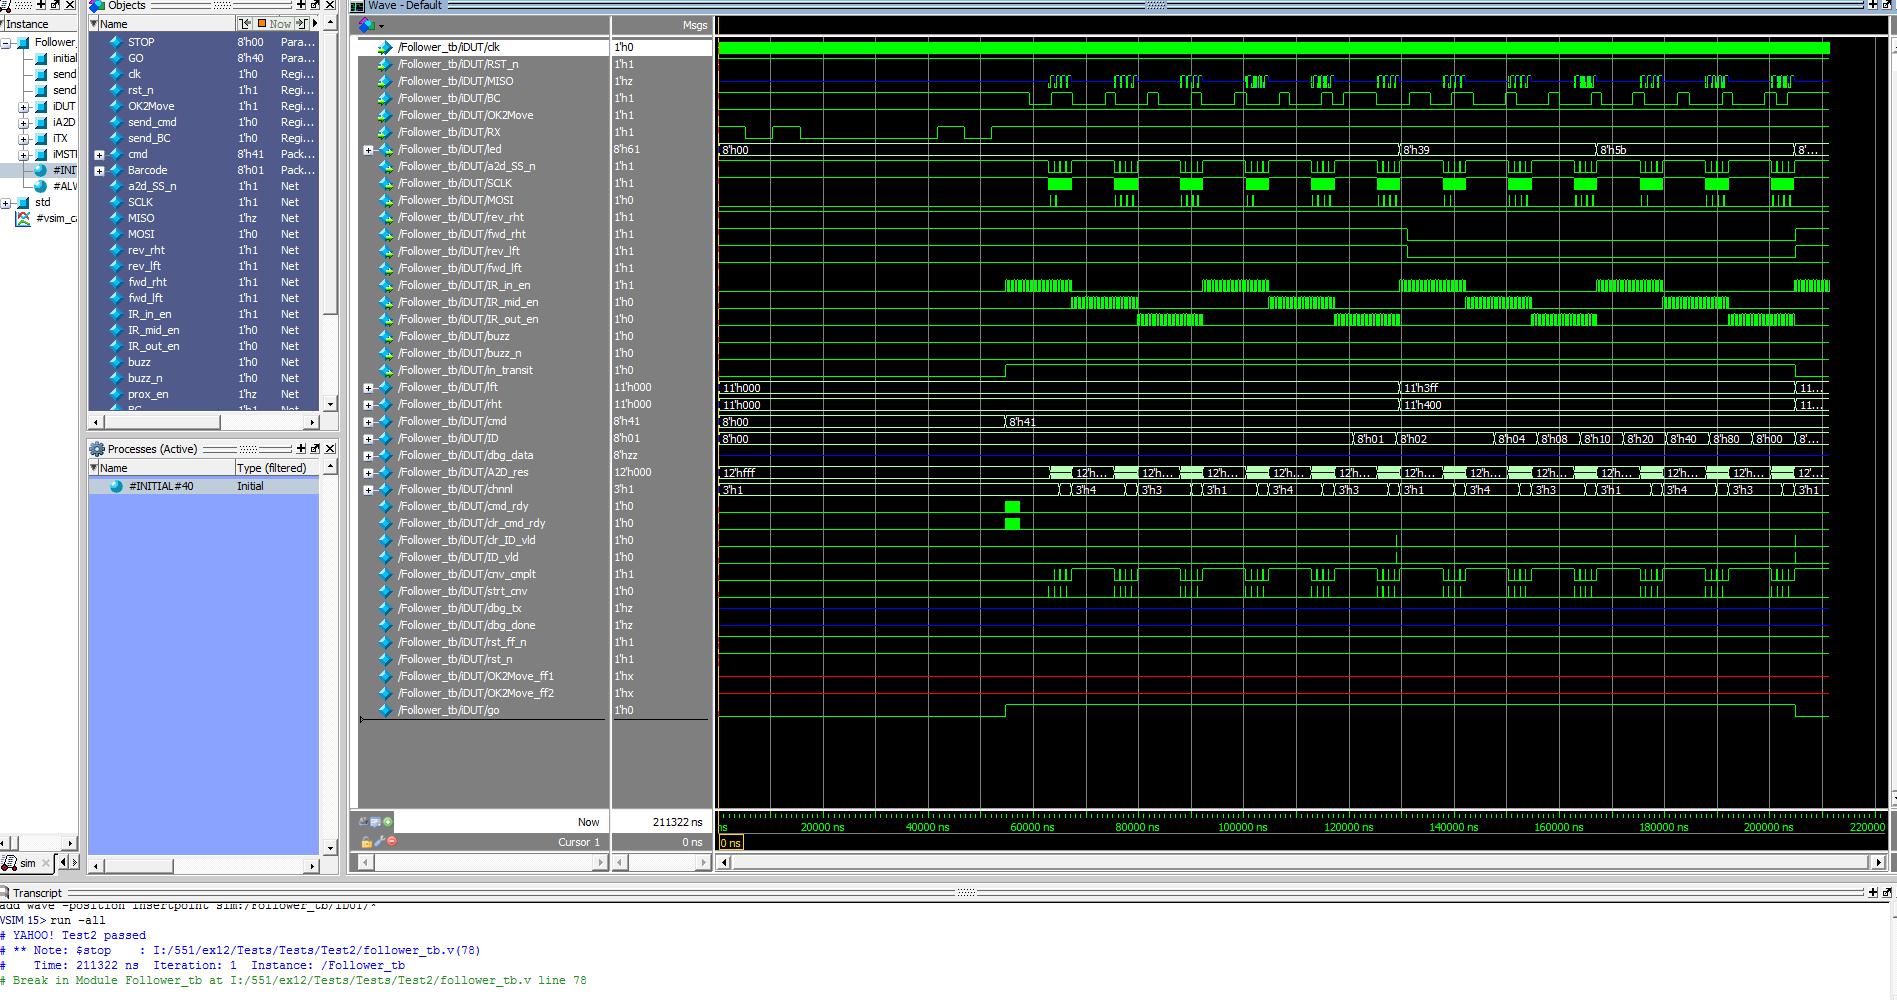 Instance
Follower_
initial
send
send
iDUT
iA2D
iTX
iMSTI
#INIT
#ALW
std
#vsim_ca
sim
Objects
Name Now
STOP 8'h00 Para...
GO 8'h40 Para...
clk 1'h0 Regi...
rst_n 1'h1 Regi...
OK2Move 1'h1 Regi...
send_cmd 1'h0 Regi...
send_BC 1'h0 Regi...
cmd 8'h41 Pack...
Barcode 8'h01 Pack...
a2d_SS_n 1'h1 Net
SCLK 1'h1 Net
MISO 1'hz Net
MOSI 1'h0 Net
rev_rht 1'h1 Net
rev_lft 1'h1 Net
fwd_rht 1'h1 Net
fwd_lft 1'h1 Net
IR_in_en 1'h1 Net
IR_mid_en 1'h0 Net
IR_out_en 1'h0 Net
buzz 1'h0 Net
buzz_n 1'h0 Net
prox_en 1'hz Net
BC 1'h1 Net
Processes (Active)
Name Type (filtered)
#INITIAL#40 Initial
Wave - Default
Msgs
/Follower_tb/iDUT/clk 1'h0
/Follower_tb/iDUT/RST_n 1'h1
/Follower_tb/iDUT/MISO 1'hz
/Follower_tb/iDUT/BC 1'h1
/Follower_tb/iDUT/OK2Move 1'h1
/Follower_tb/iDUT/RX 1'h1
/Follower_tb/iDUT/led 8'h61 8'h00 8'h39 8'h5b 8'...
/Follower_tb/iDUT/a2d_SS_n 1'h1
/Follower_tb/iDUT/SCLK 1'h1
/Follower_tb/iDUT/MOSI 1'h0
/Follower_tb/iDUT/rev_rht 1'h1
/Follower_tb/iDUT/fwd_rht 1'h1
/Follower_tb/iDUT/rev_lft 1'h1
/Follower_tb/iDUT/fwd_lft 1'h1
/Follower_tb/iDUT/IR_in_en 1'h1
/Follower_tb/iDUT/IR_mid_en 1'h0
/Follower_tb/iDUT/IR_out_en 1'h0
/Follower_tb/iDUT/buzz 1'h0
/Follower_tb/iDUT/buzz_n 1'h0
/Follower_tb/iDUT/in_transit 1'h0
/Follower_tb/iDUT/lft 11'h000 11'h000 11'h3ff 11...
/Follower_tb/iDUT/rht 11'h000 11'h000 11'h400 11...
/Follower_tb/iDUT/cmd 8'h41 8'h00 8'h41
/Follower_tb/iDUT/ID 8'h01 8'h00 8'h01 8'h02 8'h04 8'h08 8'h10 8'h20 8'h40 8'h80 8'h00 8'...
/Follower_tb/iDUT/dbg_data 8'hzz
/Follower_tb/iDUT/A2D_res 12'h000 12'hfff 12'h... 12'h... 12'h... 12'h... 12'h... 12'h... 12'h... 12'h... 12'h... 12'h... 12'h... 12'...
/Follower_tb/iDUT/chnnl 3'h1 3'h1 3'h4 3'h3 3'h1 3'h4 3'h3 3'h1 3'h4 3'h3 3'h1 3'h4 3'h3 3'h1
/Follower_tb/iDUT/cmd_rdy 1'h0
/Follower_tb/iDUT/clr_cmd_rdy 1'h0
/Follower_tb/iDUT/clr_ID_vld 1'h0
/Follower_tb/iDUT/ID_vld 1'h0
/Follower_tb/iDUT/cnv_cmplt 1'h1
/Follower_tb/iDUT/strt_cnv 1'h0
/Follower_tb/iDUT/dbg_tx 1'hz
/Follower_tb/iDUT/dbg_done 1'hz
/Follower_tb/iDUT/rst_ff_n 1'h1
/Follower_tb/iDUT/rst_n 1'h1
/Follower_tb/iDUT/OK2Move_ff1 1'hx
/Follower_tb/iDUT/OK2Move_ff2 1'hx
/Follower_tb/iDUT/go 1'h0
Now 211322 ns ns 20000 ns 40000 ns 60000 ns 80000 ns 100000 ns 120000 ns 140000 ns 160000 ns 180000 ns 200000 ns 220000
Cursor 1 0 ns 0 ns
Transcript
add wave -position insertpoint sim:/Follower_tb/iDUT/*
VSIM 15> run -all
# YAHOO! Test2 passed
# ** Note: $stop    : I:/551/ex12/Tests/Tests/Test2/follower_tb.v(78)
#    Time: 211322 ns  Iteration: 1  Instance: /Follower_tb
# Break in Module Follower_tb at I:/551/ex12/Tests/Tests/Test2/follower_tb.v line 78